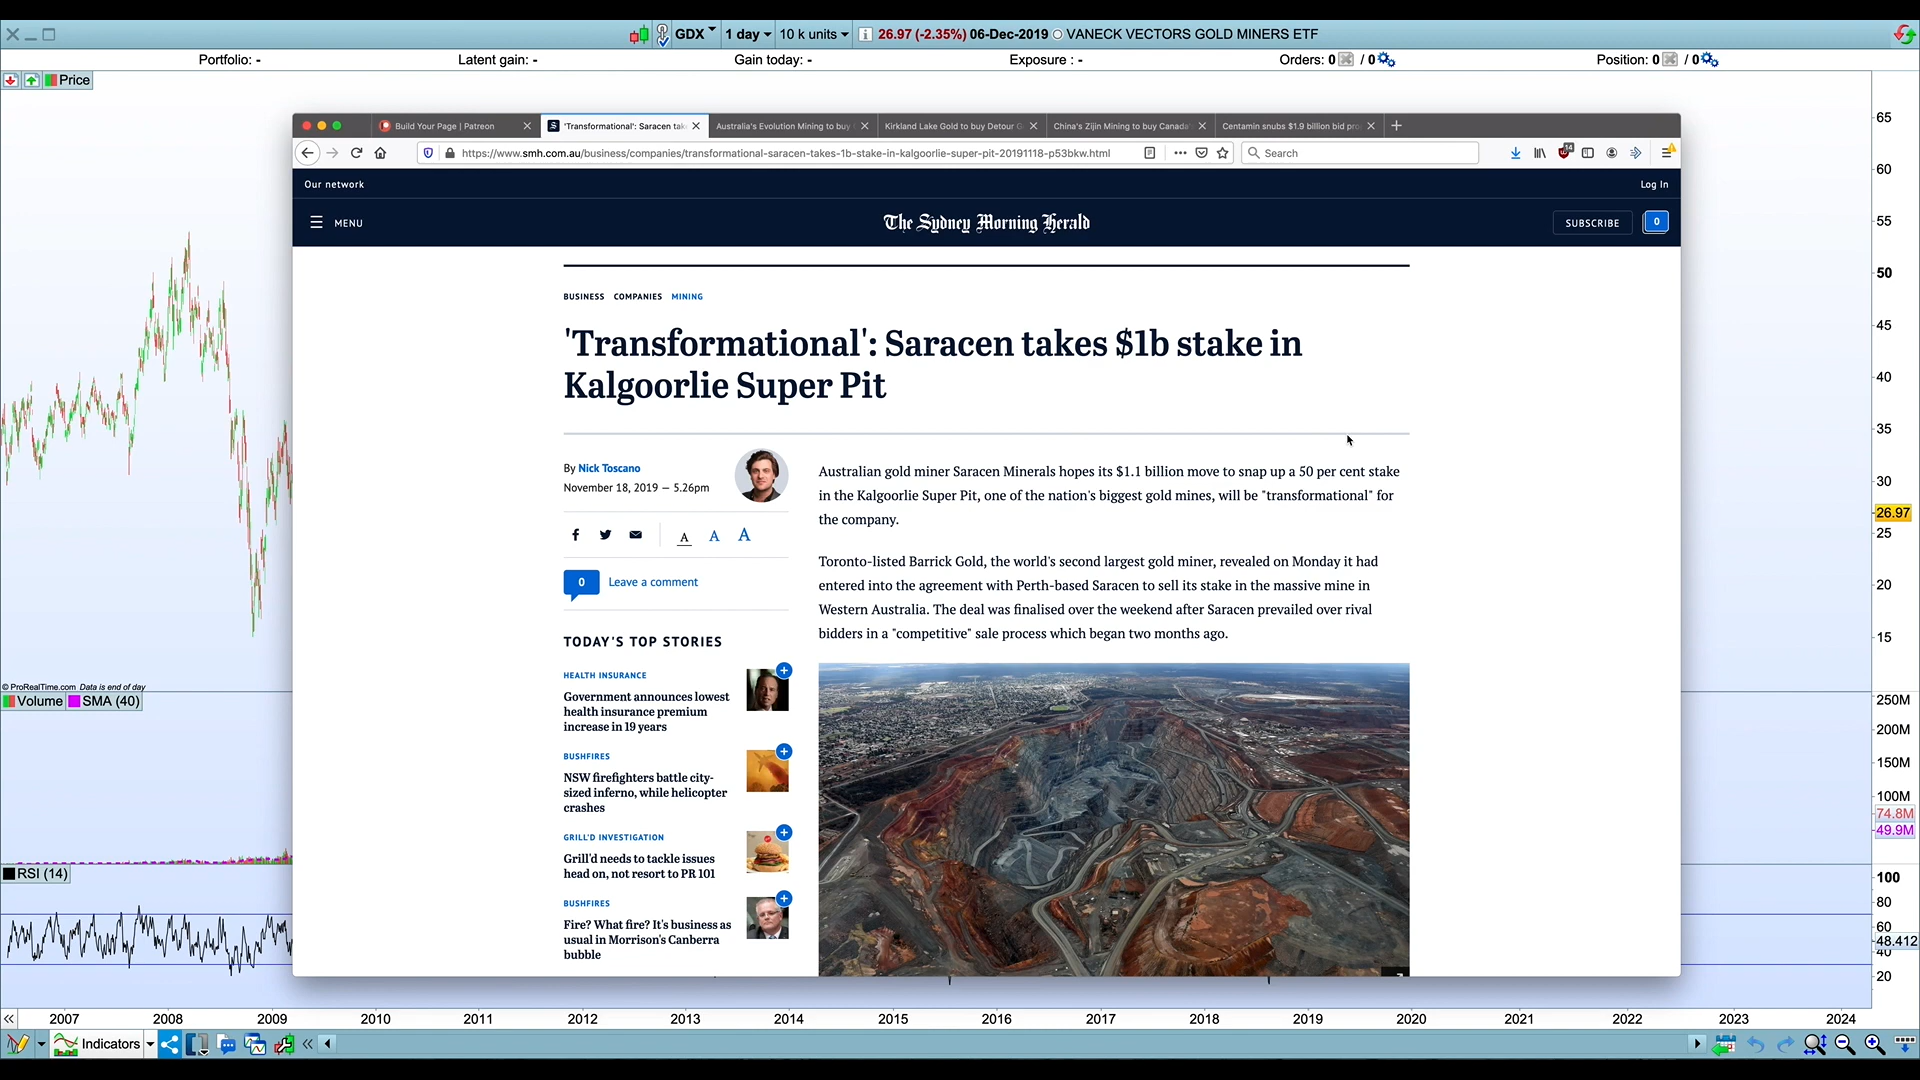 GDX
1 day
10 k units
26.97 (-2.35%) 06-Dec-2019 VANECK VECTORS GOLD MINERS ETF
Portfolio: -
Latent gain: -
Gain today: -
Exposure : -
Orders: 0 / 0
Position: 0 / 0
Price
Build Your Page | Patreon
'Transformational': Saracen tak
Australia's Evolution Mining to buy
Kirkland Lake Gold to buy Detour G
China's Zijin Mining to buy Canada'
Centamin snubs $1.9 billion bid pro
https://www.smh.com.au/business/companies/transformational-saracen-takes-1b-stake-in-kalgoorlie-super-pit-20191118-p53bkw.html
Search
14
Our network
Log In
MENU
The Sydney Morning Herald
SUBSCRIBE
0
BUSINESS COMPANIES MINING
'Transformational': Saracen takes $1b stake in
Kalgoorlie Super Pit
By Nick Toscano
November 18, 2019 — 5.26pm
A A A
0
Leave a comment
TODAY'S TOP STORIES
HEALTH INSURANCE
Government announces lowest
health insurance premium
increase in 19 years
BUSHFIRES
NSW firefighters battle city-
sized inferno, while helicopter
crashes
GRILL'D INVESTIGATION
Grill'd needs to tackle issues
head on, not resort to PR 101
BUSHFIRES
Fire? What fire? It's business as
usual in Morrison's Canberra
bubble
Australian gold miner Saracen Minerals hopes its $1.1 billion move to snap up a 50 per cent stake
in the Kalgoorlie Super Pit, one of the nation's biggest gold mines, will be "transformational" for
the company.
Toronto-listed Barrick Gold, the world's second largest gold miner, revealed on Monday it had
entered into the agreement with Perth-based Saracen to sell its stake in the massive mine in
Western Australia. The deal was finalised over the weekend after Saracen prevailed over rival
bidders in a "competitive" sale process which began two months ago.
65
60
55
50
45
40
35
30
26.97
25
20
15
© ProRealTime.com Data is end of day
Volume
SMA (40)
250M
200M
150M
100M
74.8M
49.9M
RSI (14)
100
80
60
48.412
40
20
2007
2008
2009
2010
2011
2012
2013
2014
2015
2016
2017
2018
2019
2020
2021
2022
2023
2024
Indicators